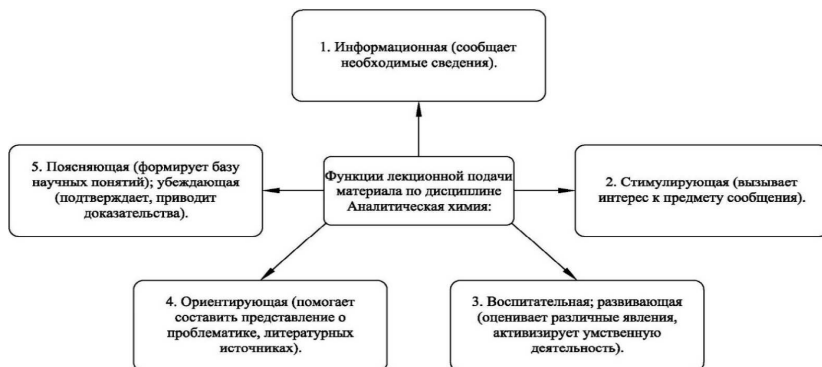 1. Информационная (сообщает
необходимые сведения).
5. Поясняющая (формирует базу
научных понятий); убеждающая
(подтверждает, приводит
доказательства).
Функции лекционной подачи
материала по дисциплине
Аналитическая химия:
2. Стимулирующая (вызывает
интерес к предмету сообщения).
4. Ориентирующая (помогает
составить представление о
проблематике, литературных
источниках).
3. Воспитательная; развивающая
(оценивает различные явления,
активизирует умственную
деятельность).